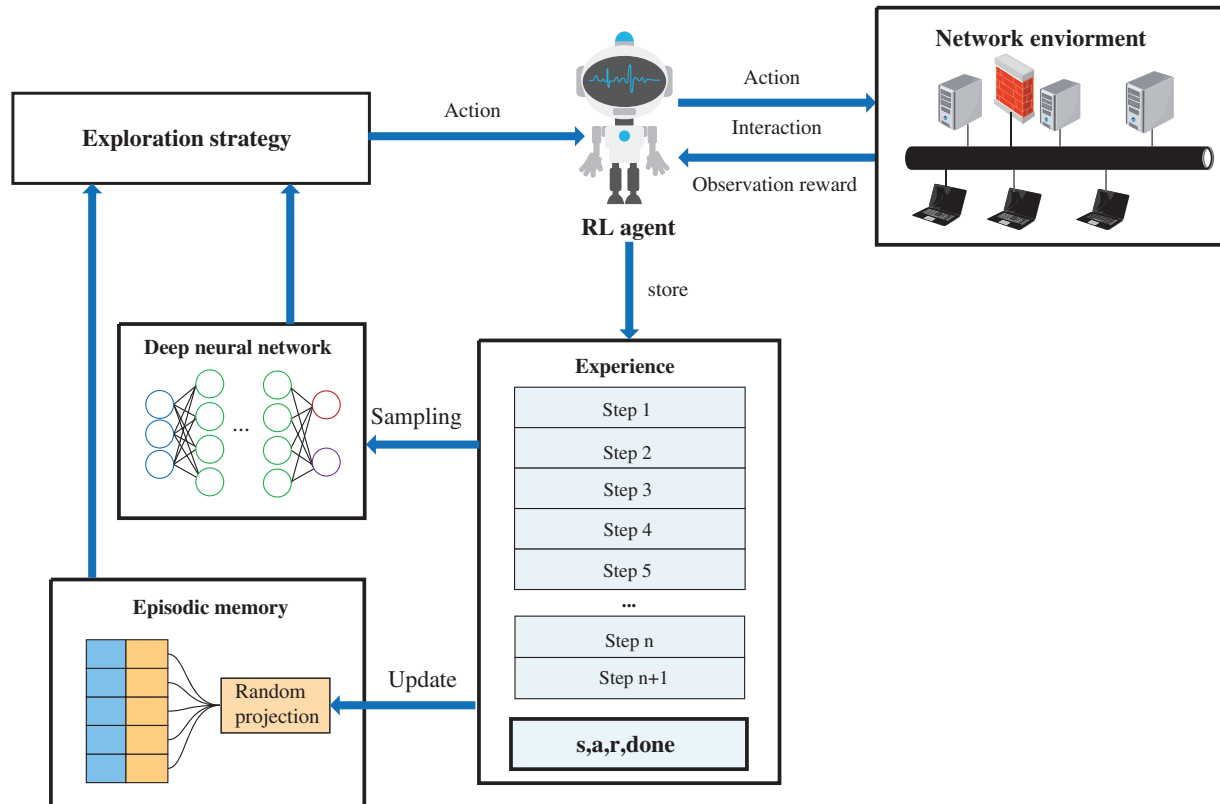 Network enviorment
Exploration strategy
Action
Action
Interaction
Observation reward
RL agent
store
Deep neural network
...
Sampling
Experience
Step 1
Step 2
Step 3
Step 4
Step 5
...
Step n
Step n+1
s,a,r,done
Episodic memory
Random
projection
Update